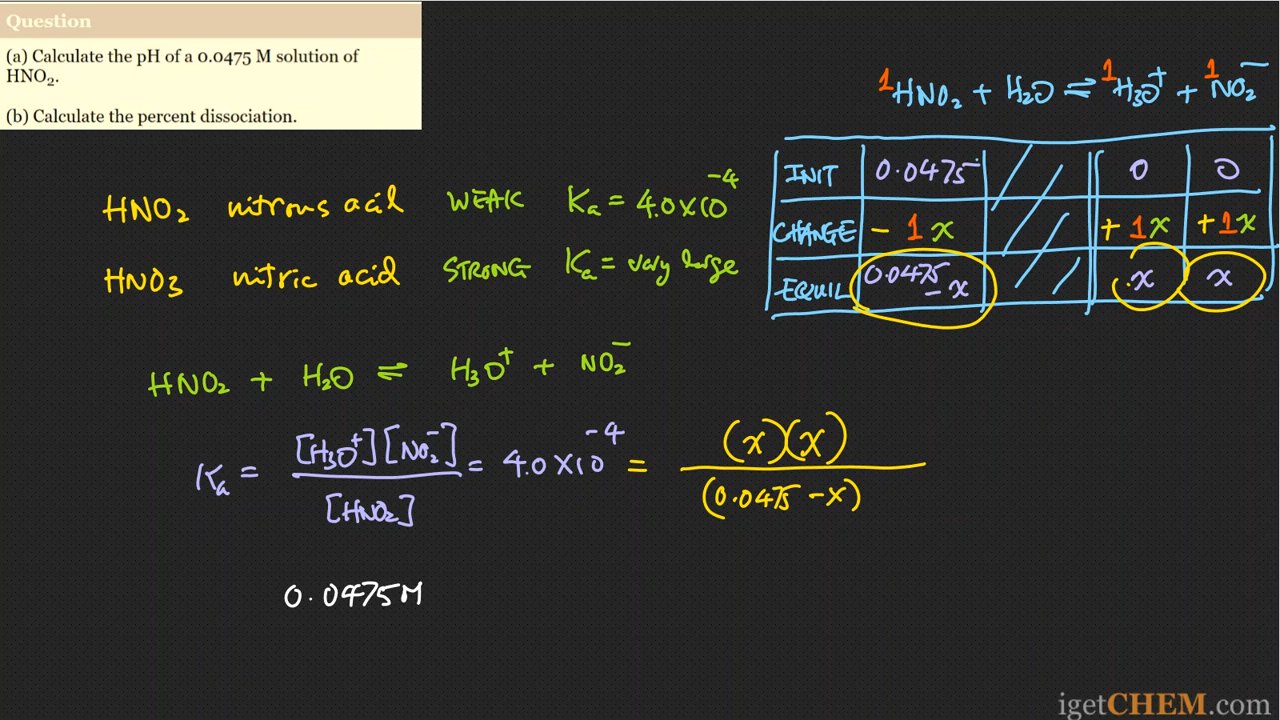 Question
(a) Calculate the pH of a 0.0475 M solution of
HNO₂.
(b) Calculate the percent dissociation.
1HNO₂ + H₂O ⇌ 1H₃O⁺ + 1NO₂⁻
INIT 0.0475 0 0
CHANGE - 1x + 1x + 1x
EQUIL 0.0475 - x x x
HNO₂ nitrous acid WEAK Ka = 4.0 x 10⁻⁴
HNO₃ nitric acid STRONG Ka = very large
HNO₂ + H₂O ⇌ H₃O⁺ + NO₂⁻
Ka = [H₃O⁺][NO₂⁻] / [HNO₂] = 4.0 x 10⁻⁴ = (x)(x) / (0.0475 - x)
0.0475 M
igetCHEM.com